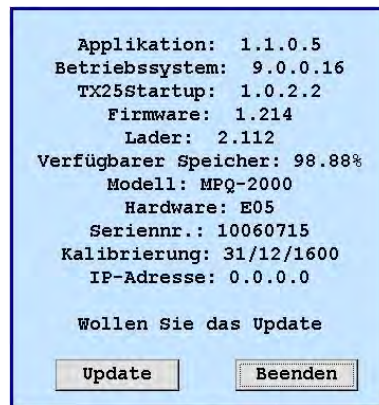 Applikation: 1.1.0.5
Betriebssystem: 9.0.0.16
TX25Startup: 1.0.2.2
Firmware: 1.214
Lader: 2.112
Verfügbarer Speicher: 98.88%
Modell: MPQ-2000
Hardware: E05
Seriennr.: 10060715
Kalibrierung: 31/12/1600
IP-Adresse: 0.0.0.0
Wollen Sie das Update
Update
Beenden